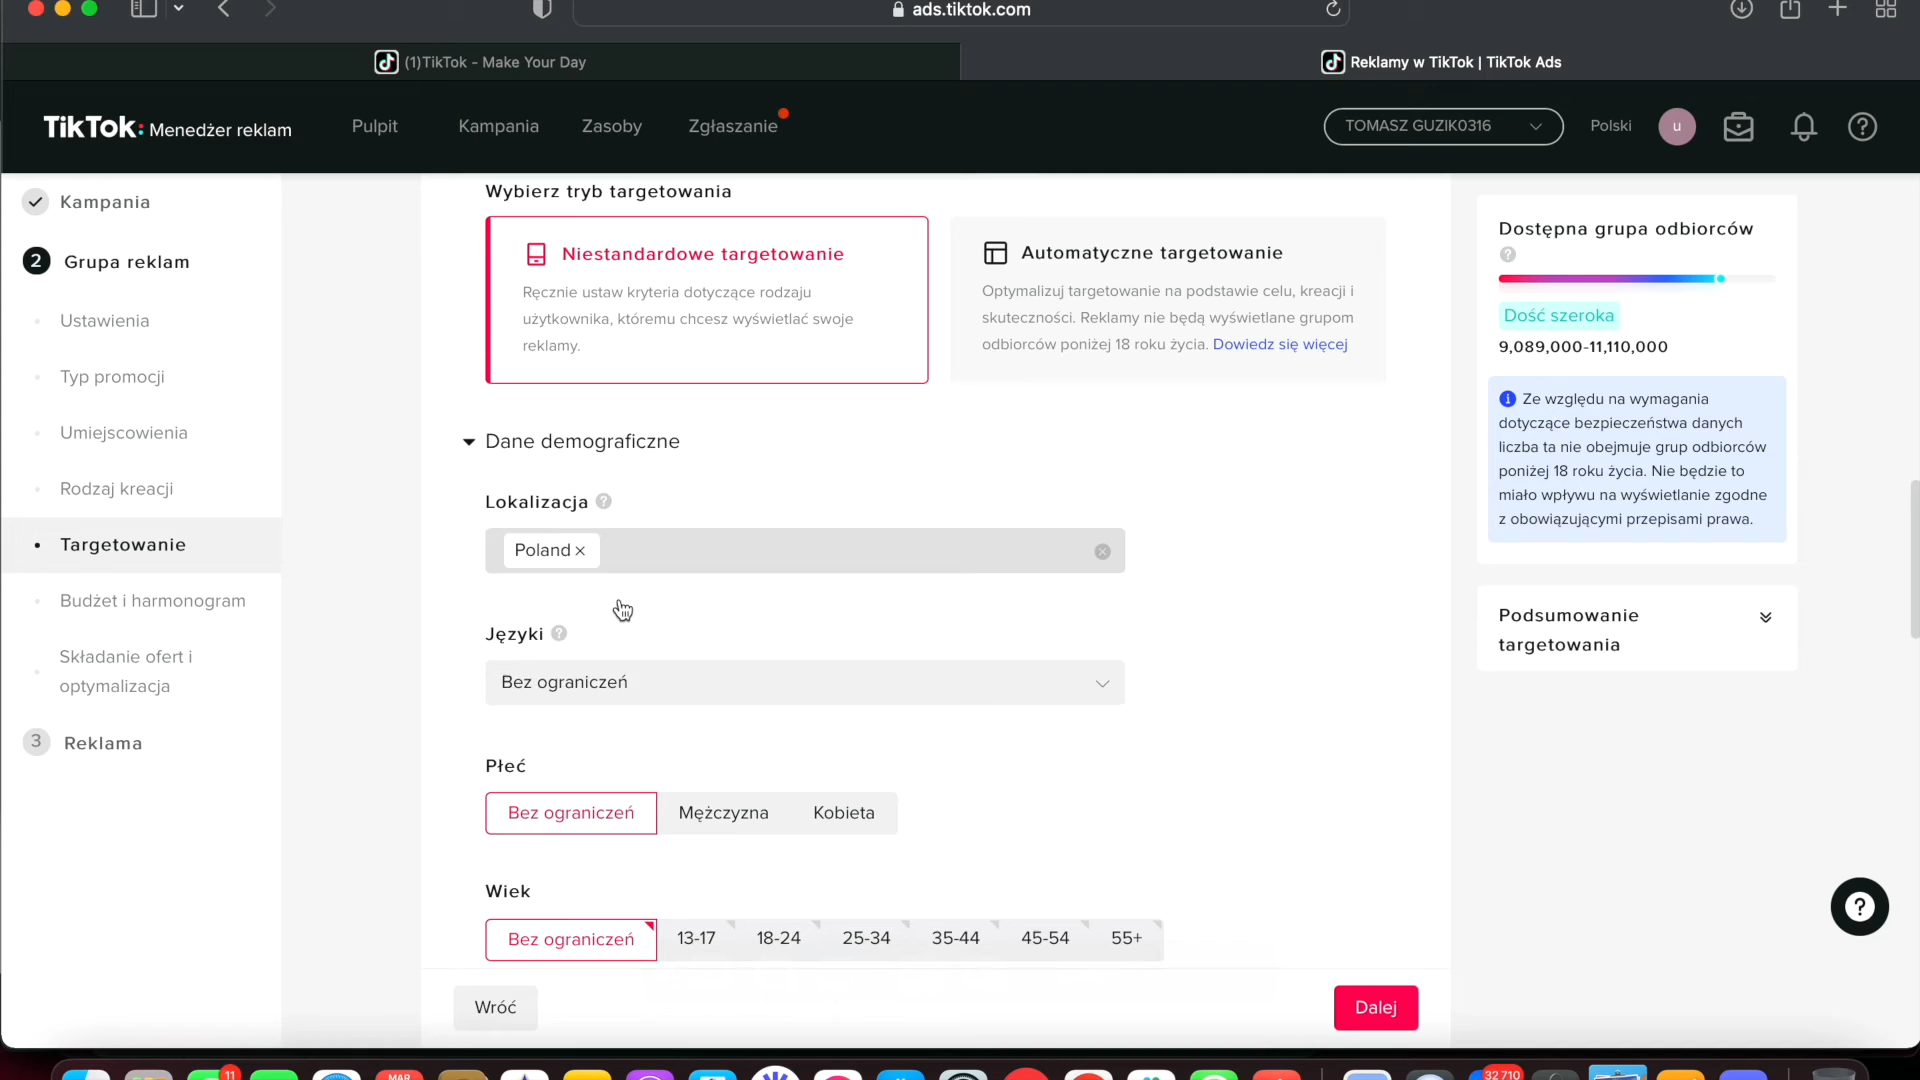 ads.tiktok.com
(1)TikTok - Make Your Day
Reklamy w TikTok | TikTok Ads
TikTok: Menedżer reklam
Pulpit
Kampania
Zasoby
Zgłaszanie
TOMASZ GUZIK0316
Polski
u
Kampania
2 Grupa reklam
Ustawienia
Typ promocji
Umiejscowienia
Rodzaj kreacji
Targetowanie
Budżet i harmonogram
Składanie ofert i
optymalizacja
3 Reklama
Wybierz tryb targetowania
Niestandardowe targetowanie
Ręcznie ustaw kryteria dotyczące rodzaju
użytkownika, któremu chcesz wyświetlać swoje
reklamy.
Automatyczne targetowanie
Optymalizuj targetowanie na podstawie celu, kreacji i
skuteczności. Reklamy nie będą wyświetlane grupom
odbiorców poniżej 18 roku życia. Dowiedz się więcej
Dane demograficzne
Lokalizacja
Poland
Języki
Bez ograniczeń
Płeć
Bez ograniczeń
Mężczyzna
Kobieta
Wiek
Bez ograniczeń
13-17
18-24
25-34
35-44
45-54
55+
Wróć
Dalej
Dostępna grupa odbiorców
Dość szeroka
9,089,000-11,110,000
Ze względu na wymagania
dotyczące bezpieczeństwa danych
liczba ta nie obejmuje grup odbiorców
poniżej 18 roku życia. Nie będzie to
miało wpływu na wyświetlanie zgodne
z obowiązującymi przepisami prawa.
Podsumowanie
targetowania
11
MAR
32 710